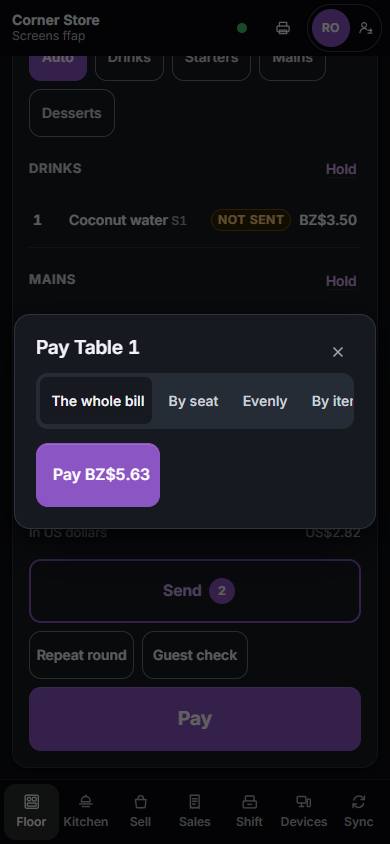 Corner Store
Screens ffap
RO
Auto Drinks Starters Mains
Desserts
DRINKS Hold
1 Coconut water S1 NOT SENT BZ$3.50
MAINS Hold
Pay Table 1
The whole bill By seat Evenly By iter
Pay BZ$5.63
In US dollars US$2.82
Send 2
Repeat round Guest check
Pay
Floor Kitchen Sell Sales Shift Devices Sync